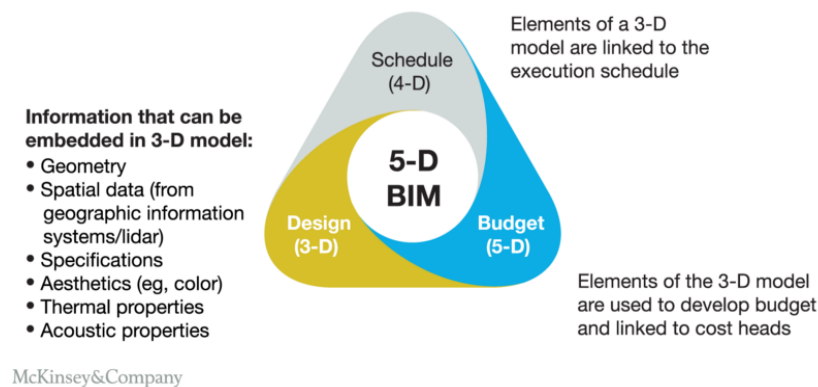 Elements of a 3-D
model are linked to the
execution schedule
Schedule
(4-D)
Information that can be
embedded in 3-D model:
• Geometry
• Spatial data (from
geographic information
systems/lidar)
• Specifications
• Aesthetics (eg, color)
• Thermal properties
• Acoustic properties
5-D
BIM
Design
(3-D)
Budget
(5-D)
Elements of the 3-D model
are used to develop budget
and linked to cost heads
McKinsey&Company